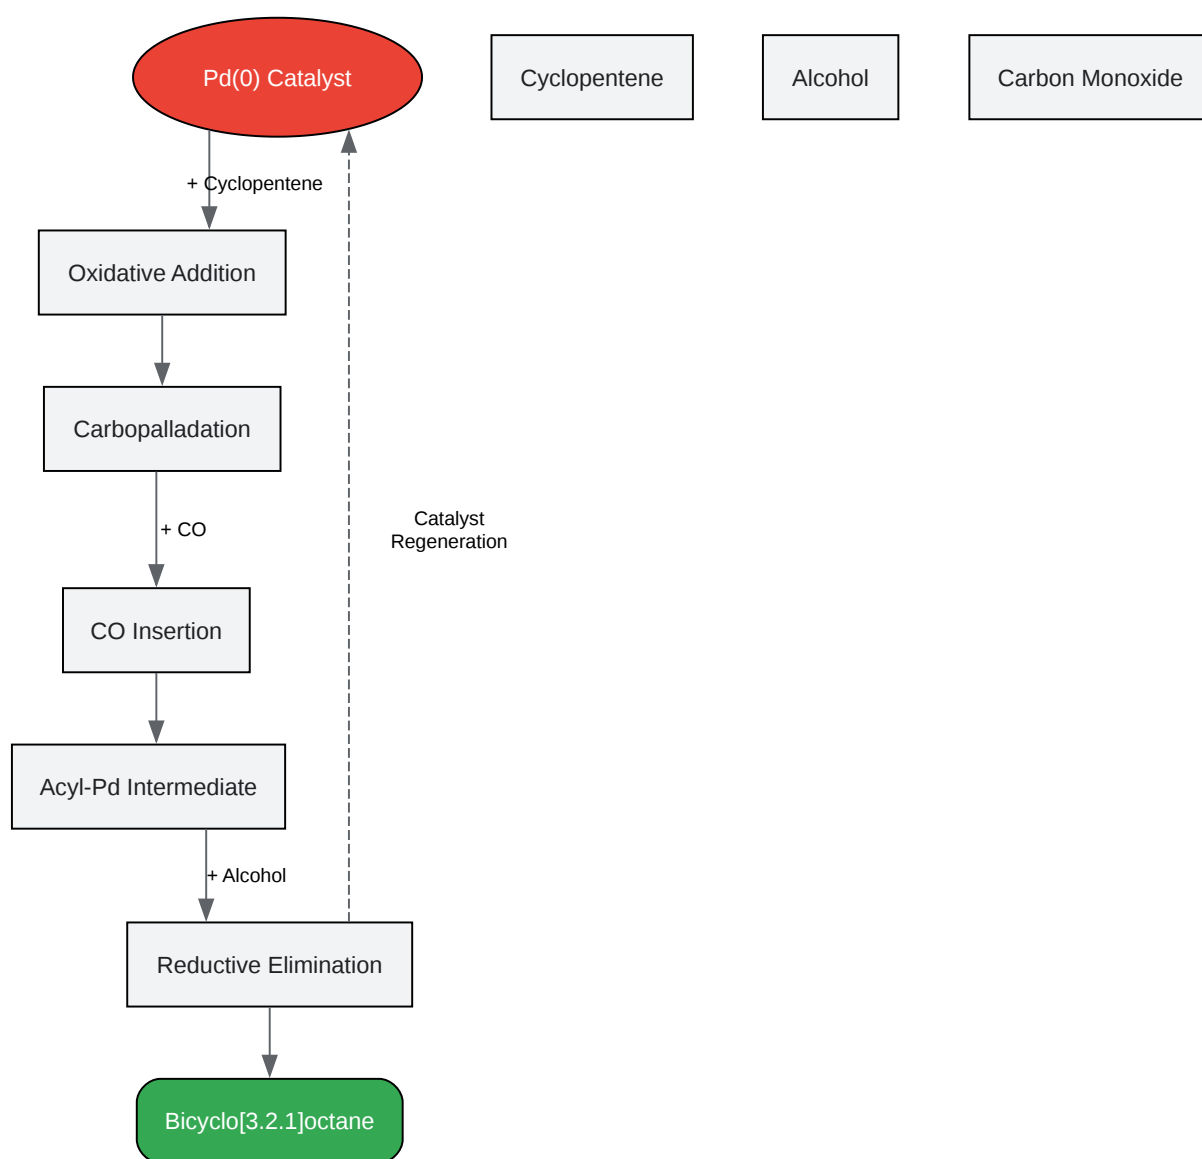 Pd(0) Catalyst
Cyclopentene
Alcohol
Carbon Monoxide
+ Cyclopentene
Oxidative Addition
Carbopalladation
+ CO
Catalyst
Regeneration
CO Insertion
Acyl-Pd Intermediate
+ Alcohol
Reductive Elimination
Bicyclo[3.2.1]octane